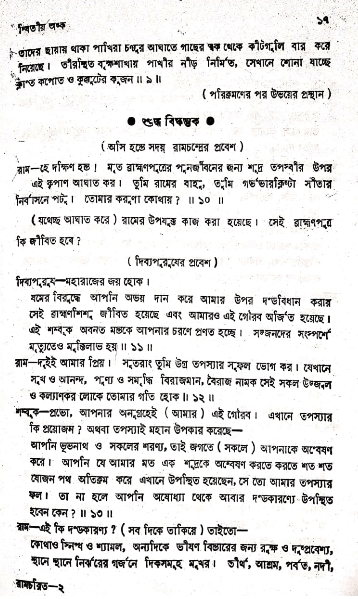 দ্বিতীয় অঙ্ক ১৭
তাদের ছায়ায় থাকা পাখিরা চঞ্চুর আঘাতে গাছের ত্বক থেকে কীটগুলি বার করে
নিয়েছে। তীরস্থিত বৃক্ষশাখায় পাখীর নীড় নির্মিত, সেখানে শোনা যাচ্ছে
ক্লান্ত কপোত ও কুক্কুটের কূজন॥ ৯॥
( পরিক্রমণের পর উভয়ের প্রস্থান )
● শুদ্ধ বিষ্কম্ভক ●
( অসি হস্তে সদয় রামচন্দ্রের প্রবেশ )
রাম—হে দক্ষিণ হস্ত! মৃত ব্রাহ্মণপুত্রের পুনর্জীবনের জন্য শূদ্র তপস্বীর উপর
এই কৃপাণ আঘাত কর। তুমি রামের বাহু, তুমি গর্ভভারক্লিষ্টা সীতার
নির্বাসনে পটু। তোমার করুণা কোথায়?॥ ১০॥
( যথেচ্ছ আঘাত করে ) রামের উপযুক্ত কাজ করা হয়েছে। সেই ব্রাহ্মণপুত্র
কি জীবিত হবে?
( দিব্যপুরুষের প্রবেশ )
দিব্যপুরুষ—মহারাজের জয় হোক।
যমের বিরুদ্ধে আপনি অভয় দান করে আমার উপর দণ্ডবিধান করায়
সেই ব্রাহ্মণশিশু জীবিত হয়েছে এবং আমারও এই গৌরব অর্জিত হয়েছে।
এই শম্বুক অবনত মস্তকে আপনার চরণে প্রণত হচ্ছে। সজ্জনদের সংস্পর্শে
মৃত্যুতেও মুক্তিলাভ হয়॥ ১১॥
রাম—দুইই আমার প্রিয়। সুতরাং তুমি উগ্র তপস্যার সুফল ভোগ কর। যেখানে
সুখ ও আনন্দ, পুণ্য ও সমৃদ্ধি বিরাজমান, বৈরাজ নামক সেই সকল উজ্জ্বল
ও কল্যাণকর লোকে তোমার গতি হোক॥ ১২॥
শম্বুক—প্রভো, আপনার অনুগ্রহেই (আমার) এই গৌরব। এখানে তপস্যার
কি প্রয়োজন? অথবা তপস্যাই মহান উপকার করেছে—
আপনি ভূতনাথ ও সকলের শরণ্য, তাই জগতে (সকলে) আপনাকে অন্বেষণ
করে। আপনি যে আমার মত এক শূদ্রকে অন্বেষণ করতে করতে শত শত
যোজন পথ অতিক্রম করে এখানে উপস্থিত হয়েছেন, সে তো আমার তপস্যার
ফল। তা না হলে আপনি অযোধ্যা থেকে আবার দণ্ডকারণ্যে উপস্থিত
হবেন কেন?॥ ১৩॥
রাম—এই কি দণ্ডকারণ্য? (সব দিকে তাকিয়ে) তাইতো—
কোথাও স্নিগ্ধ ও শ্যামল, অন্যদিকে ভীষণ বিস্তারের জন্য রুক্ষ ও দুষ্প্রবেশ্য,
স্থানে স্থানে নির্ঝরের গর্জনে দিকসমূহ মুখর। তীর্থ, আশ্রম, পর্বত, নদী,
রামচরিত—২